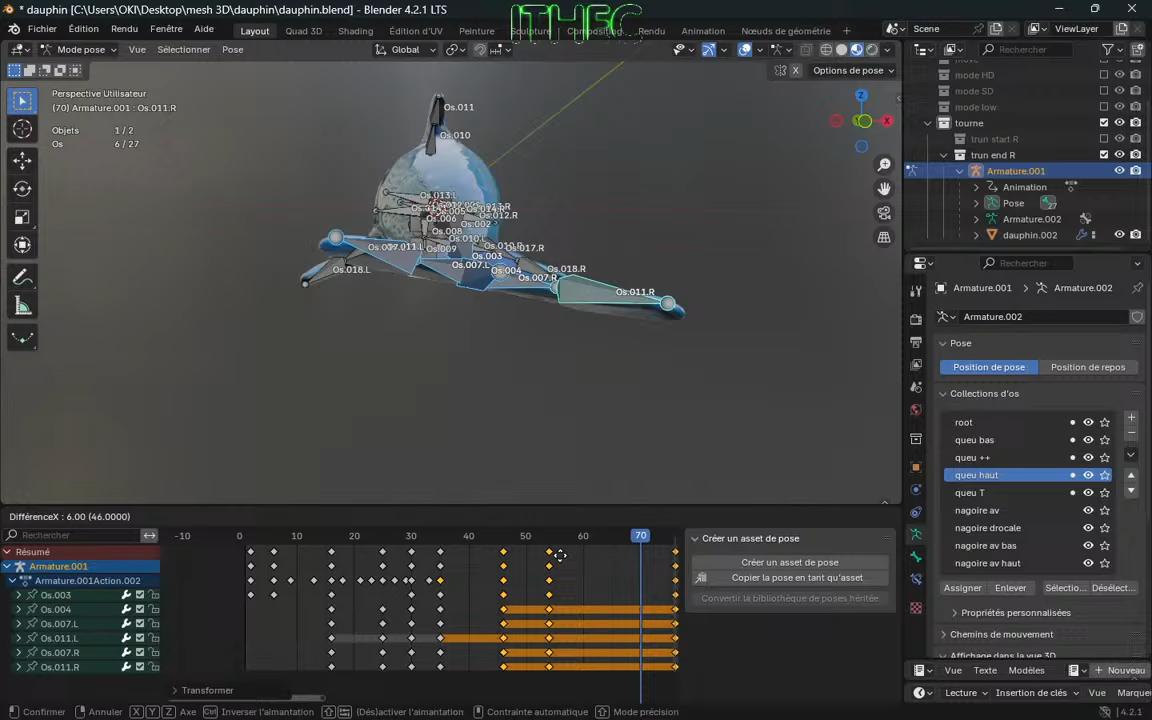 * dauphin [C:\Users\OKI\Desktop\mesh 3D\dauphin\dauphin.blend] - Blender 4.2.1 LTS
Fichier Édition Rendu Fenêtre Aide Layout Quad 3D Shading Édition d'UV Peinture Sculpture Compositing Rendu Animation Nœuds de géométrie Scene ViewLayer
ITHEC
Mode pose Vue Sélectionner Pose Global Rechercher
X Options de pose
Perspective Utilisateur
(70) Armature.001 : Os.011.R
Objets 1 / 2
Os 6 / 27
Os.011
Os.010
Os.013.L
Os.012.R
Os.006
Os.002
Os.008
Os.010.L
Os.009
Os.017.R
Os.003
Os.018.L
Os.007.L
Os.004
Os.018.R
Os.007.R
Os.011.R
Z
X
mode HD
mode SD
mode low
tourne
trun start R
trun end R
Armature.001
Animation
Pose
27
Armature.002
dauphin.002
Rechercher
Armature.001 Armature.002
Armature.002
Pose
Position de pose Position de repos
Collections d'os
root
queu bas
queu ++
queu haut
queu T
nagoire av
nagoire drocale
nagoire av bas
nagoire av haut
Assigner Enlever Sélectio... Désélect...
Propriétés personnalisées
Chemins de mouvement
Affichage dans la vue 3D
Vue Texte Modèles Nouveau
Lecture Insertion de clés Vue Marque
DifférenceX : 6.00 (46.0000)
Rechercher -10 0 10 20 30 40 50 60 70
Résumé
Armature.001
Armature.001Action.002
Os.003
Os.004
Os.007.L
Os.011.L
Os.007.R
Os.011.R
Transformer
Créer un asset de pose
Créer un asset de pose
Copier la pose en tant qu'asset
Convertir la bibliothèque de poses héritée
Confirmer Annuler X Y Z Axe Ctrl Inverser l'aimantation (Dés)activer l'aimantation Contrainte automatique Mode précision 4.2.1